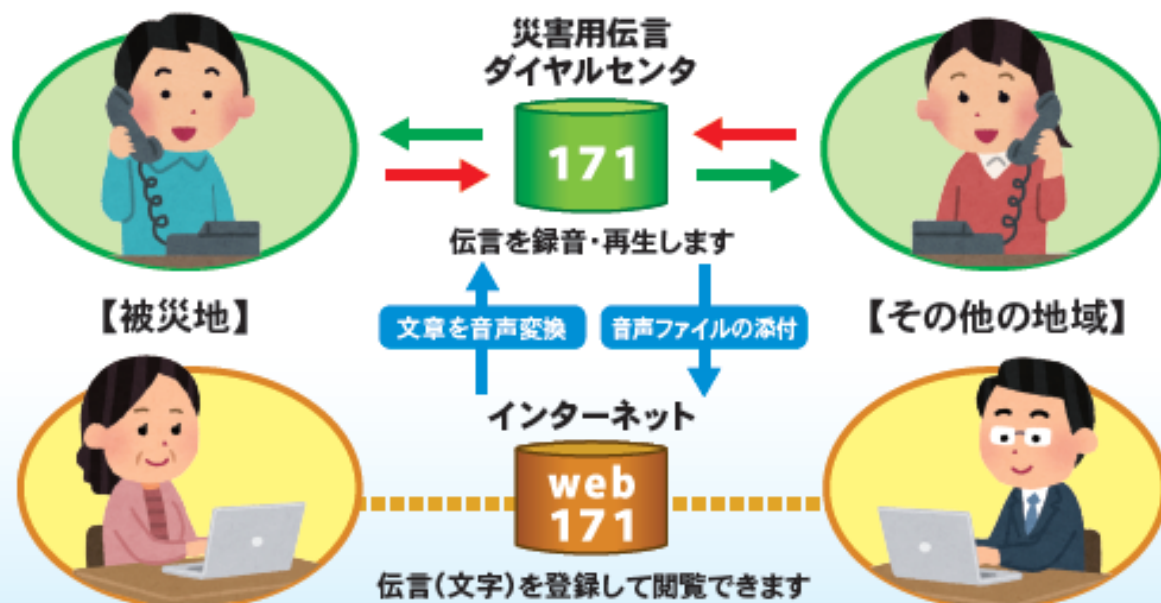 災害用伝言
ダイヤルセンタ
171
伝言を録音・再生します
【被災地】
【その他の地域】
文章を音声変換
音声ファイルの添付
インターネット
web
171
伝言(文字)を登録して閲覧できます